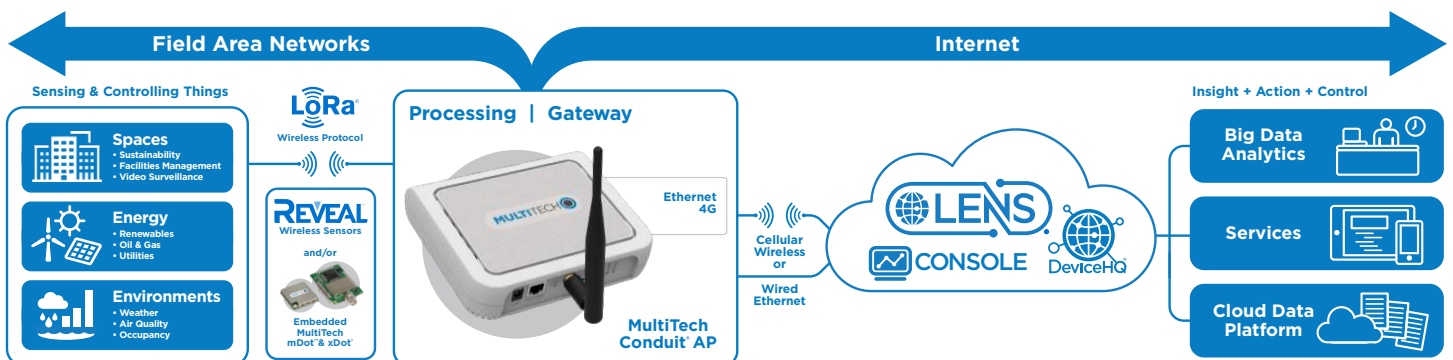 Field Area Networks
Internet
Sensing & Controlling Things
Spaces
• Sustainability
• Facilities Management
• Video Surveillance
Energy
• Renewables
• Oil & Gas
• Utilities
Environments
• Weather
• Air Quality
• Occupancy
LoRa®
Wireless Protocol
REVEAL™
Wireless Sensors
and/or
Embedded
MultiTech
mDot™ & xDot®
Processing | Gateway
MULTITECH
Ethernet
4G
MultiTech
Conduit® AP
Cellular
Wireless
or
Wired
Ethernet
LENS
CONSOLE
DeviceHQ®
Insight + Action + Control
Big Data
Analytics
Services
Cloud Data
Platform